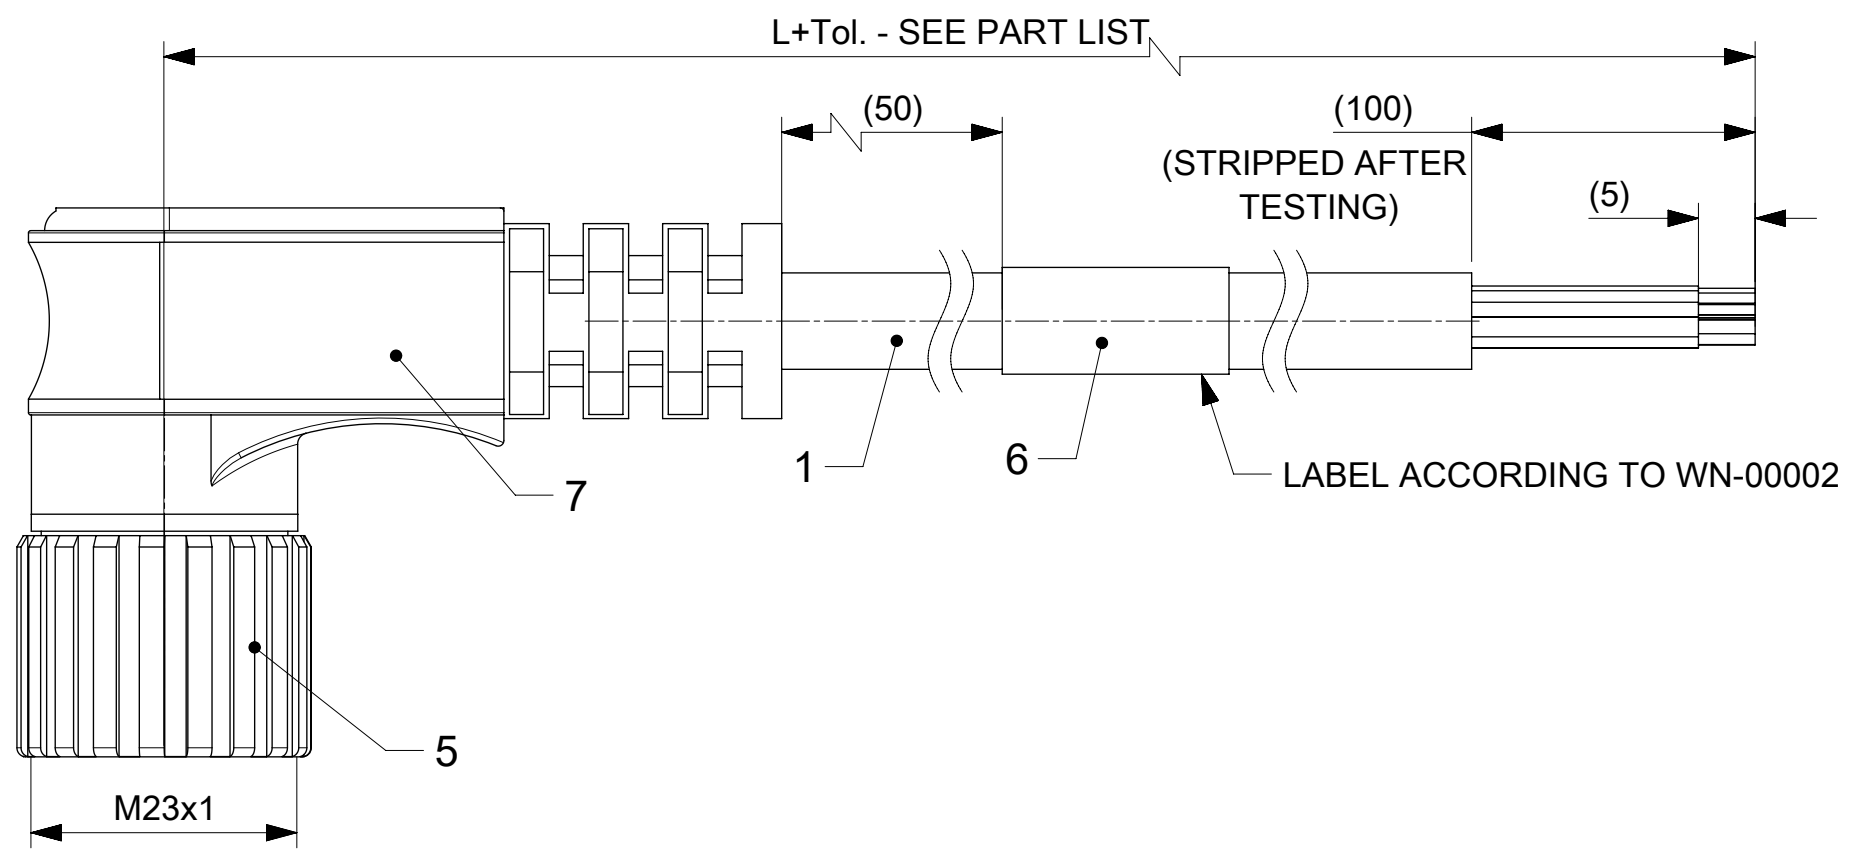 L+Tol. - SEE PART LIST
(50)
(100)
(STRIPPED AFTER
TESTING)
(5)
1
6
LABEL ACCORDING TO WN-00002
7
5
M23x1